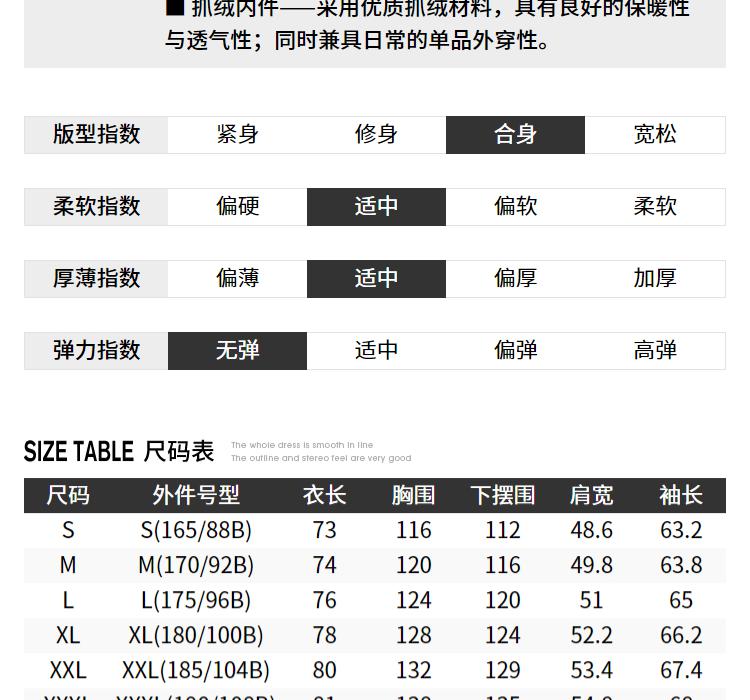 ■ 抓绒内件——采用优质抓绒材料，具有良好的保暖性
与透气性；同时兼具日常的单品外穿性。
版型指数 紧身 修身 合身 宽松
柔软指数 偏硬 适中 偏软 柔软
厚薄指数 偏薄 适中 偏厚 加厚
弹力指数 无弹 适中 偏弹 高弹
SIZE TABLE 尺码表
The whole dress is smooth in line
The outline and stereo feel are very good
尺码 外件号型 衣长 胸围 下摆围 肩宽 袖长
S S(165/88B) 73 116 112 48.6 63.2
M M(170/92B) 74 120 116 49.8 63.8
L L(175/96B) 76 124 120 51 65
XL XL(180/100B) 78 128 124 52.2 66.2
XXL XXL(185/104B) 80 132 129 53.4 67.4